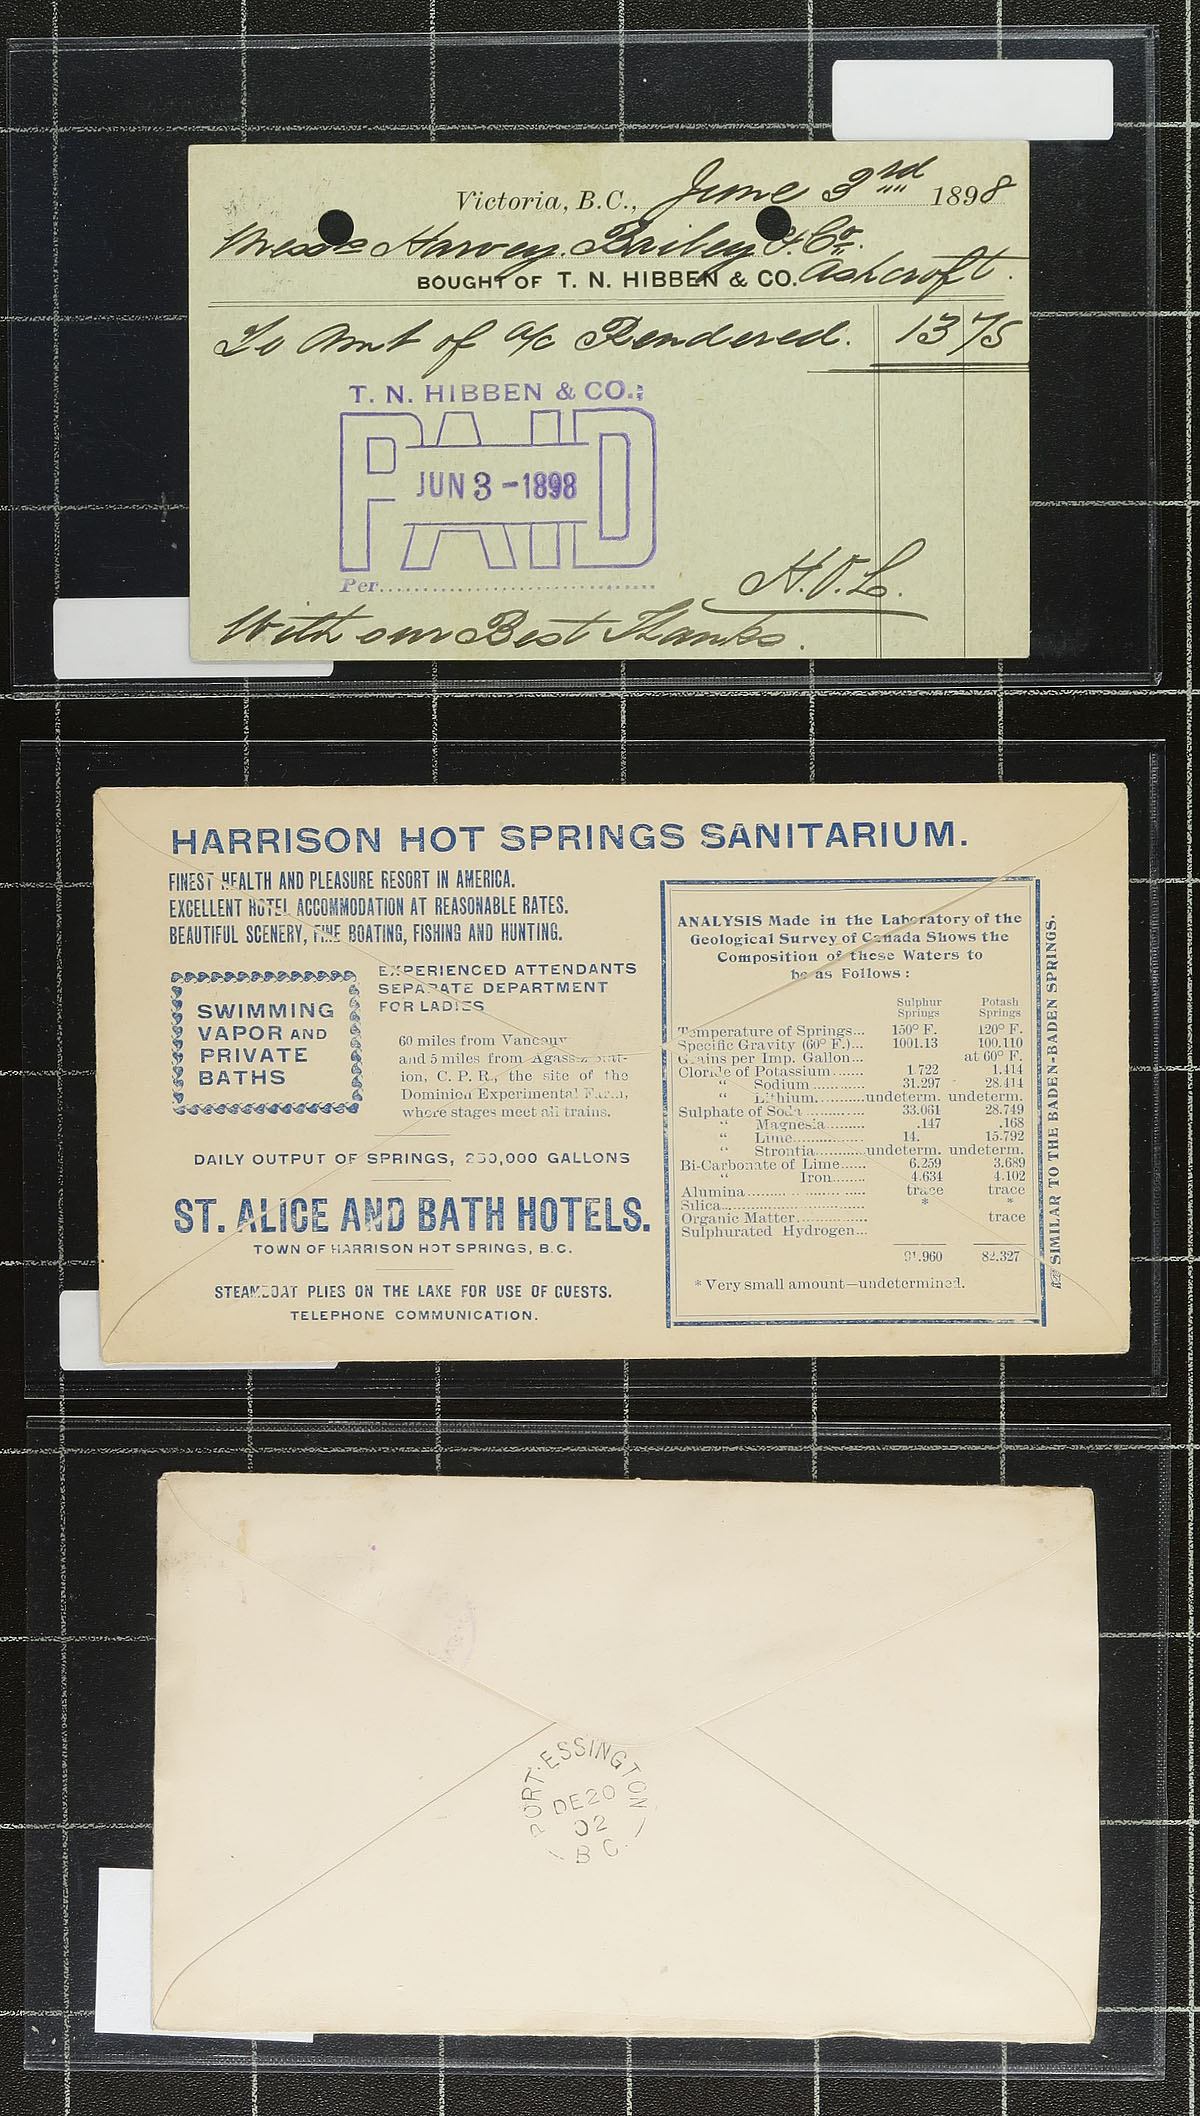 Victoria, B.C., June 3rd 1898
Messrs Harvey. Bailey & Co.
BOUGHT OF T. N. HIBBEN & CO. Ashcroft.
To Amt of a/c Rendered. 13 75
T. N. HIBBEN & CO.
PAID
JUN 3 - 1898
Per
H.O.L.
With our Best Thanks.
HARRISON HOT SPRINGS SANITARIUM.
FINEST HEALTH AND PLEASURE RESORT IN AMERICA.
EXCELLENT HOTEL ACCOMMODATION AT REASONABLE RATES.
BEAUTIFUL SCENERY, FINE BOATING, FISHING AND HUNTING.
SWIMMING
VAPOR AND
PRIVATE
BATHS
EXPERIENCED ATTENDANTS
SEPARATE DEPARTMENT
FOR LADIES
60 miles from Vancouv
and 5 miles from Agassiz Stat-
ion, C. P. R., the site of the
Dominion Experimental Farm,
where stages meet all trains.
DAILY OUTPUT OF SPRINGS, 250,000 GALLONS
ST. ALICE AND BATH HOTELS.
TOWN OF HARRISON HOT SPRINGS, B.C.
STEAMBOAT PLIES ON THE LAKE FOR USE OF GUESTS.
TELEPHONE COMMUNICATION.
ANALYSIS Made in the Laboratory of the
Geological Survey of Canada Shows the
Composition of these Waters to
be as Follows:
Sulphur Springs Potash Springs
Temperature of Springs... 150° F. 120° F.
Specific Gravity (60° F.)... 1001.13 100.110
Grains per Imp. Gallon... at 60° F.
Cloride of Potassium....... 1.722 1.414
" Sodium ............ 31.297 28.414
" Lithium...........undeterm. undeterm.
Sulphate of Soda ............ 33.061 28.749
" Magnesia......... .147 .168
" Lime................ 14. 15.792
" Strontia...........undeterm. undeterm.
Bi-Carbonate of Lime...... 6.259 3.689
" Iron........ 4.634 4.102
Alumina........................ trace trace
Silica............................ * *
Organic Matter............... trace
Sulphurated Hydrogen...
91.960 82.327
* Very small amount—undetermined.
SIMILAR TO THE BADEN-BADEN SPRINGS.
PORT ESSINGTON
DE 20
02
B C.